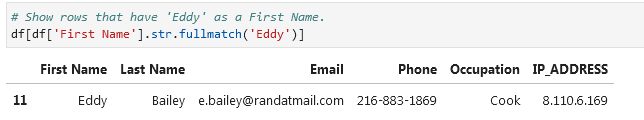 # Show rows that have 'Eddy' as a First Name.
df[df['First Name'].str.fullmatch('Eddy')]
First Name Last Name Email Phone Occupation IP_ADDRESS
11 Eddy Bailey e.bailey@randatmail.com 216-883-1869 Cook 8.110.6.169